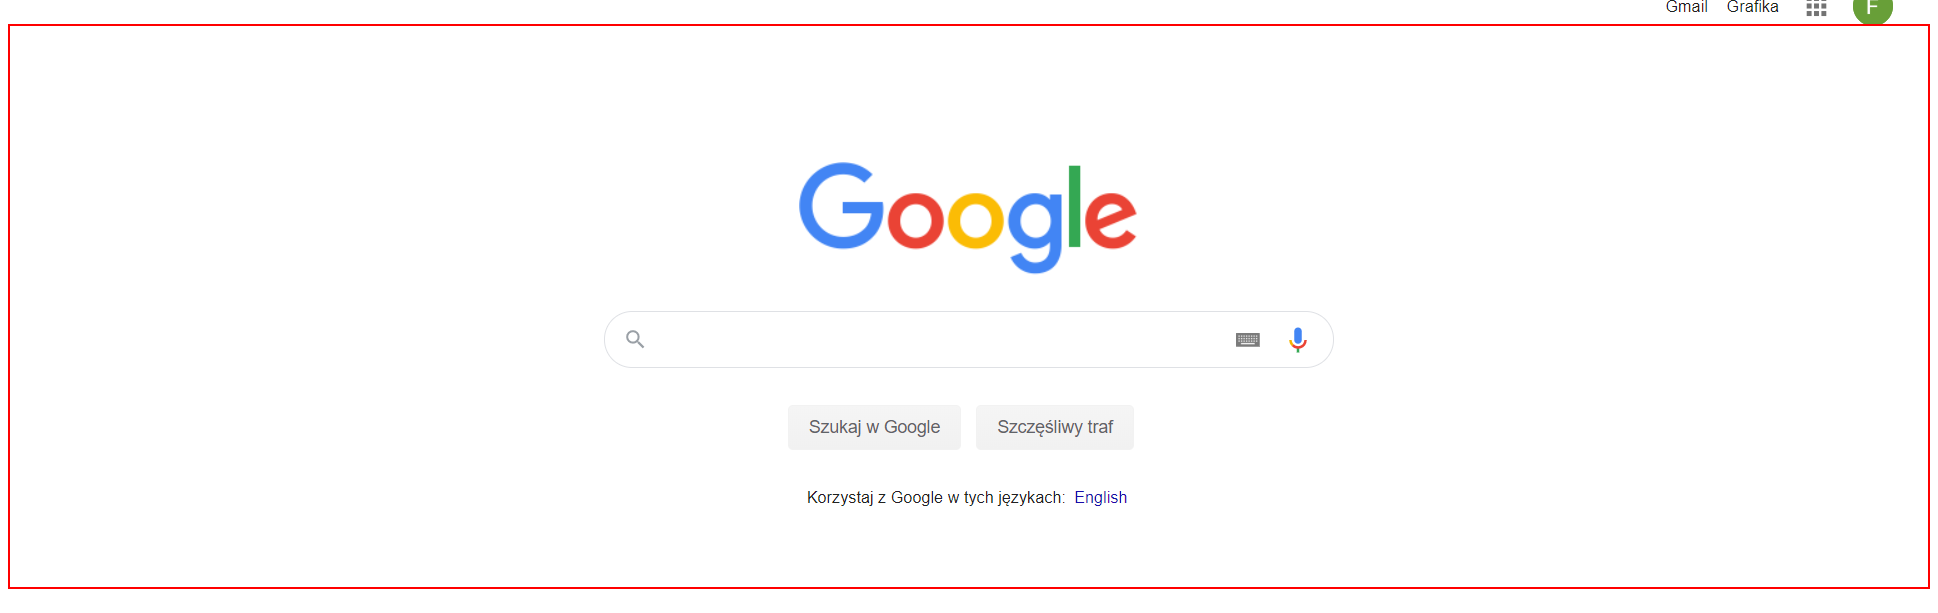 Gmail Grafika F
Google
Szukaj w Google Szczęśliwy traf
Korzystaj z Google w tych językach: English